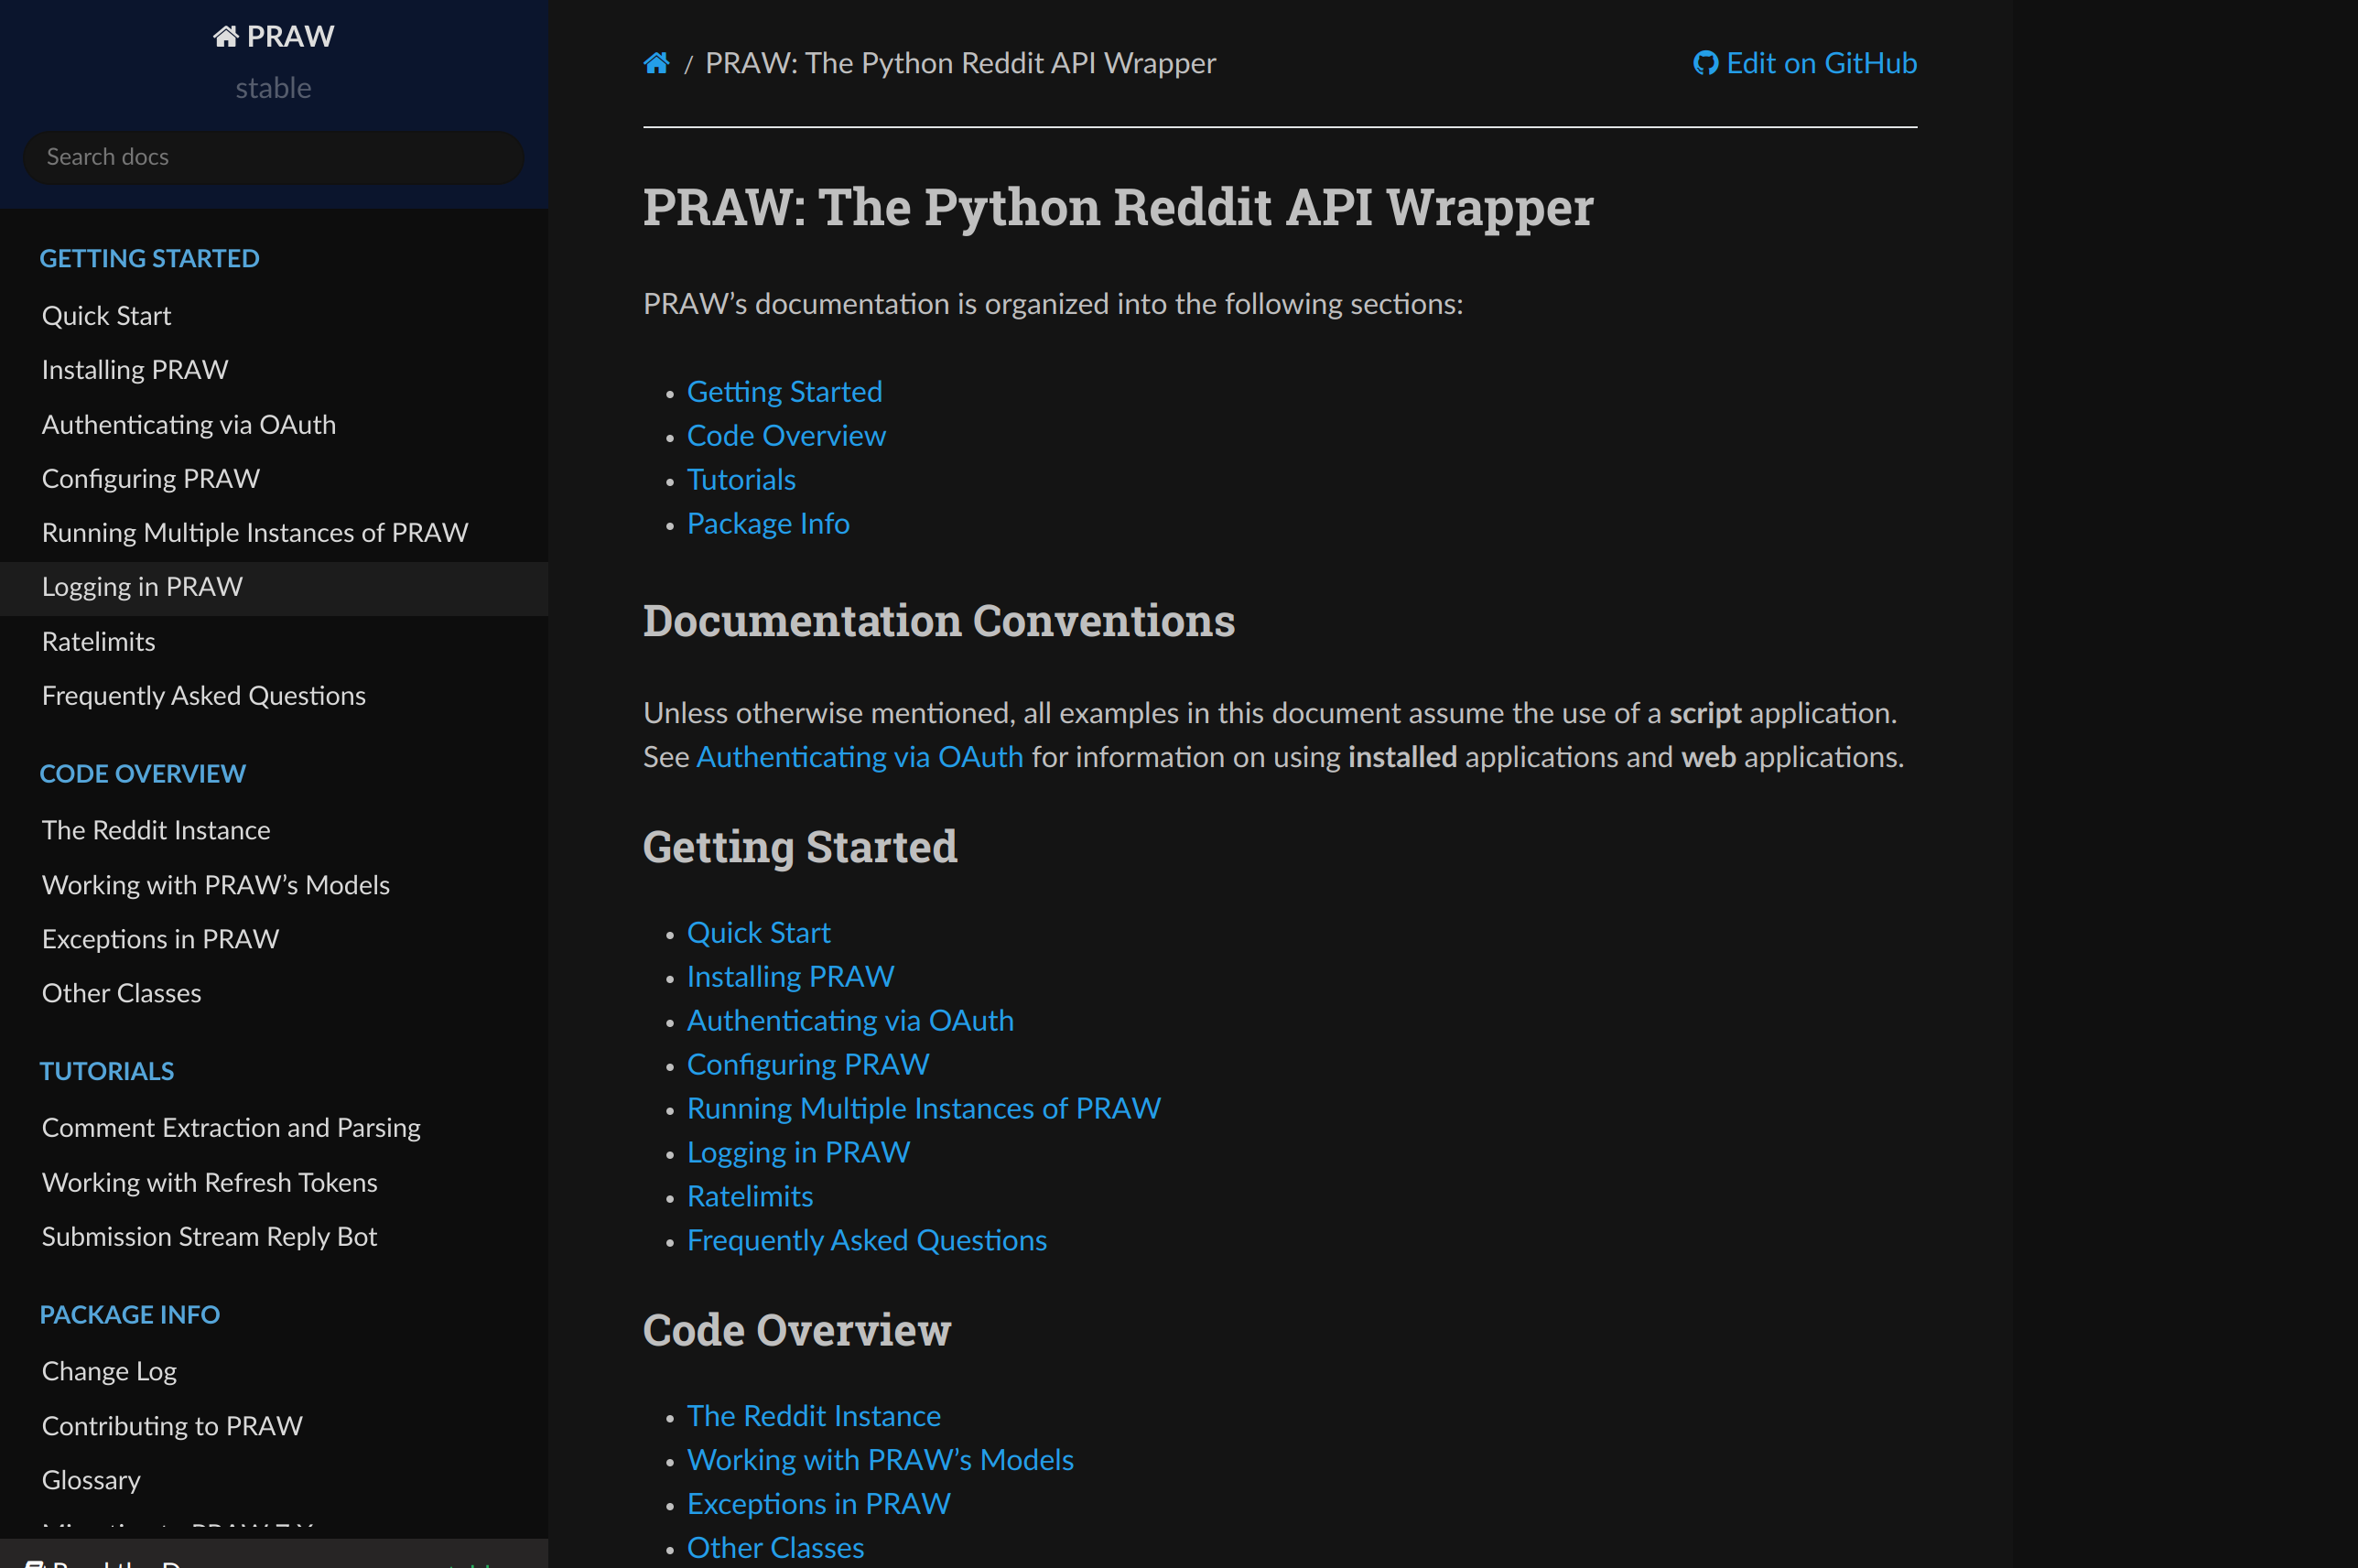 PRAW
stable
Search docs
GETTING STARTED
Quick Start
Installing PRAW
Authenticating via OAuth
Configuring PRAW
Running Multiple Instances of PRAW
Logging in PRAW
Ratelimits
Frequently Asked Questions
CODE OVERVIEW
The Reddit Instance
Working with PRAW’s Models
Exceptions in PRAW
Other Classes
TUTORIALS
Comment Extraction and Parsing
Working with Refresh Tokens
Submission Stream Reply Bot
PACKAGE INFO
Change Log
Contributing to PRAW
Glossary
/ PRAW: The Python Reddit API Wrapper
Edit on GitHub
PRAW: The Python Reddit API Wrapper
PRAW’s documentation is organized into the following sections:
• Getting Started
• Code Overview
• Tutorials
• Package Info
Documentation Conventions
Unless otherwise mentioned, all examples in this document assume the use of a script application.
See Authenticating via OAuth for information on using installed applications and web applications.
Getting Started
• Quick Start
• Installing PRAW
• Authenticating via OAuth
• Configuring PRAW
• Running Multiple Instances of PRAW
• Logging in PRAW
• Ratelimits
• Frequently Asked Questions
Code Overview
• The Reddit Instance
• Working with PRAW’s Models
• Exceptions in PRAW
• Other Classes